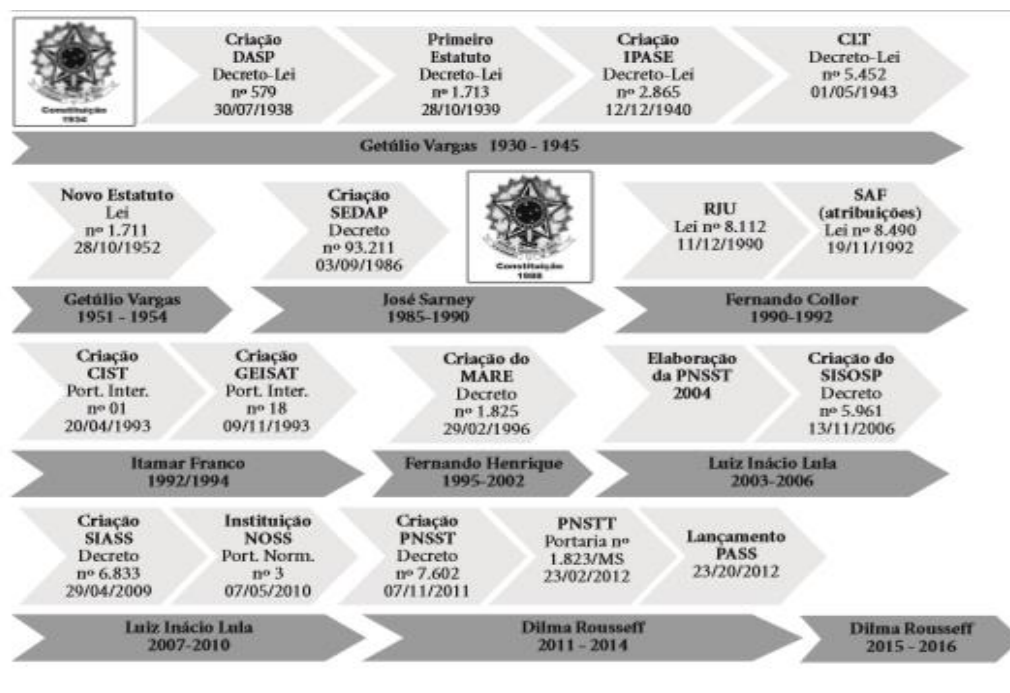 Constituição
1934
Criação
DASP
Decreto-Lei
nº 579
30/07/1938
Primeiro
Estatuto
Decreto-Lei
nº 1.713
28/10/1939
Criação
IPASE
Decreto-Lei
nº 2.865
12/12/1940
CLT
Decreto-Lei
nº 5.452
01/05/1943
Getúlio Vargas 1930 - 1945
Novo Estatuto
Lei
nº 1.711
28/10/1952
Criação
SEDAP
Decreto
nº 93.211
03/09/1986
Constituição
1988
RJU
Lei nº 8.112
11/12/1990
SAF
(atribuições)
Lei nº 8.490
19/11/1992
Getúlio Vargas
1951 - 1954
José Sarney
1985-1990
Fernando Collor
1990-1992
Criação
CIST
Port. Inter.
nº 01
20/04/1993
Criação
GEISAT
Port. Inter.
nº 18
09/11/1993
Criação do
MARE
Decreto
nº 1.825
29/02/1996
Elaboração
da PNSST
2004
Criação do
SISOSP
Decreto
nº 5.961
13/11/2006
Itamar Franco
1992/1994
Fernando Henrique
1995-2002
Luiz Inácio Lula
2003-2006
Criação
SIASS
Decreto
nº 6.833
29/04/2009
Instituição
NOSS
Port. Norm.
nº 3
07/05/2010
Criação
PNSST
Decreto
nº 7.602
07/11/2011
PNSTT
Portaria nº
1.823/MS
23/02/2012
Lançamento
PASS
23/20/2012
Luiz Inácio Lula
2007-2010
Dilma Rousseff
2011 - 2014
Dilma Rousseff
2015 - 2016